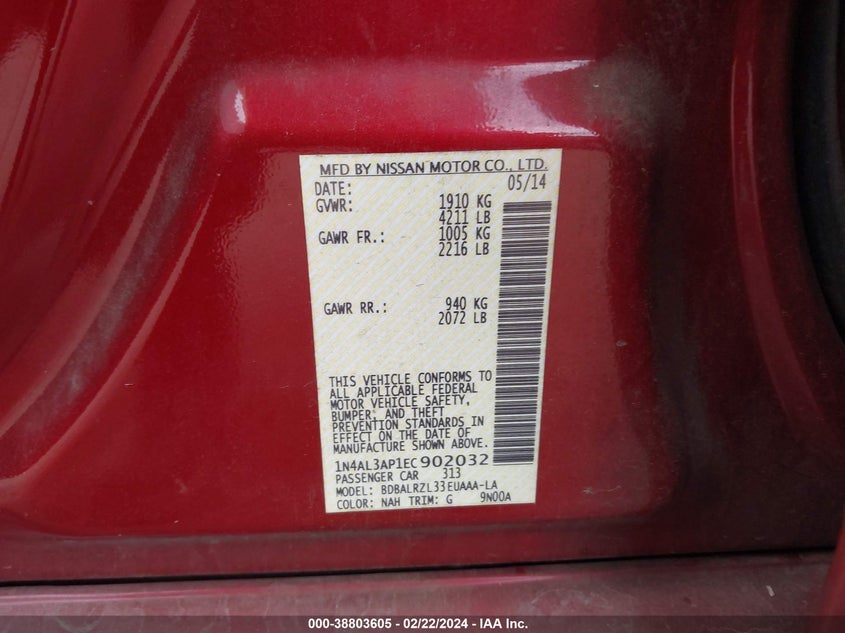 MFD BY NISSAN MOTOR CO., LTD.
DATE: 05/14
GVWR: 1910 KG
4211 LB
GAWR FR.: 1005 KG
2216 LB
GAWR RR.: 940 KG
2072 LB
THIS VEHICLE CONFORMS TO
ALL APPLICABLE FEDERAL
MOTOR VEHICLE SAFETY,
BUMPER, AND THEFT
PREVENTION STANDARDS IN
EFFECT ON THE DATE OF
MANUFACTURE SHOWN ABOVE.
1N4AL3AP1EC902032
PASSENGER CAR 313
MODEL: BDBALRZL33EUAAA-LA
COLOR: NAH TRIM: G 9N00A
000-38803605 - 02/22/2024 - IAA Inc.